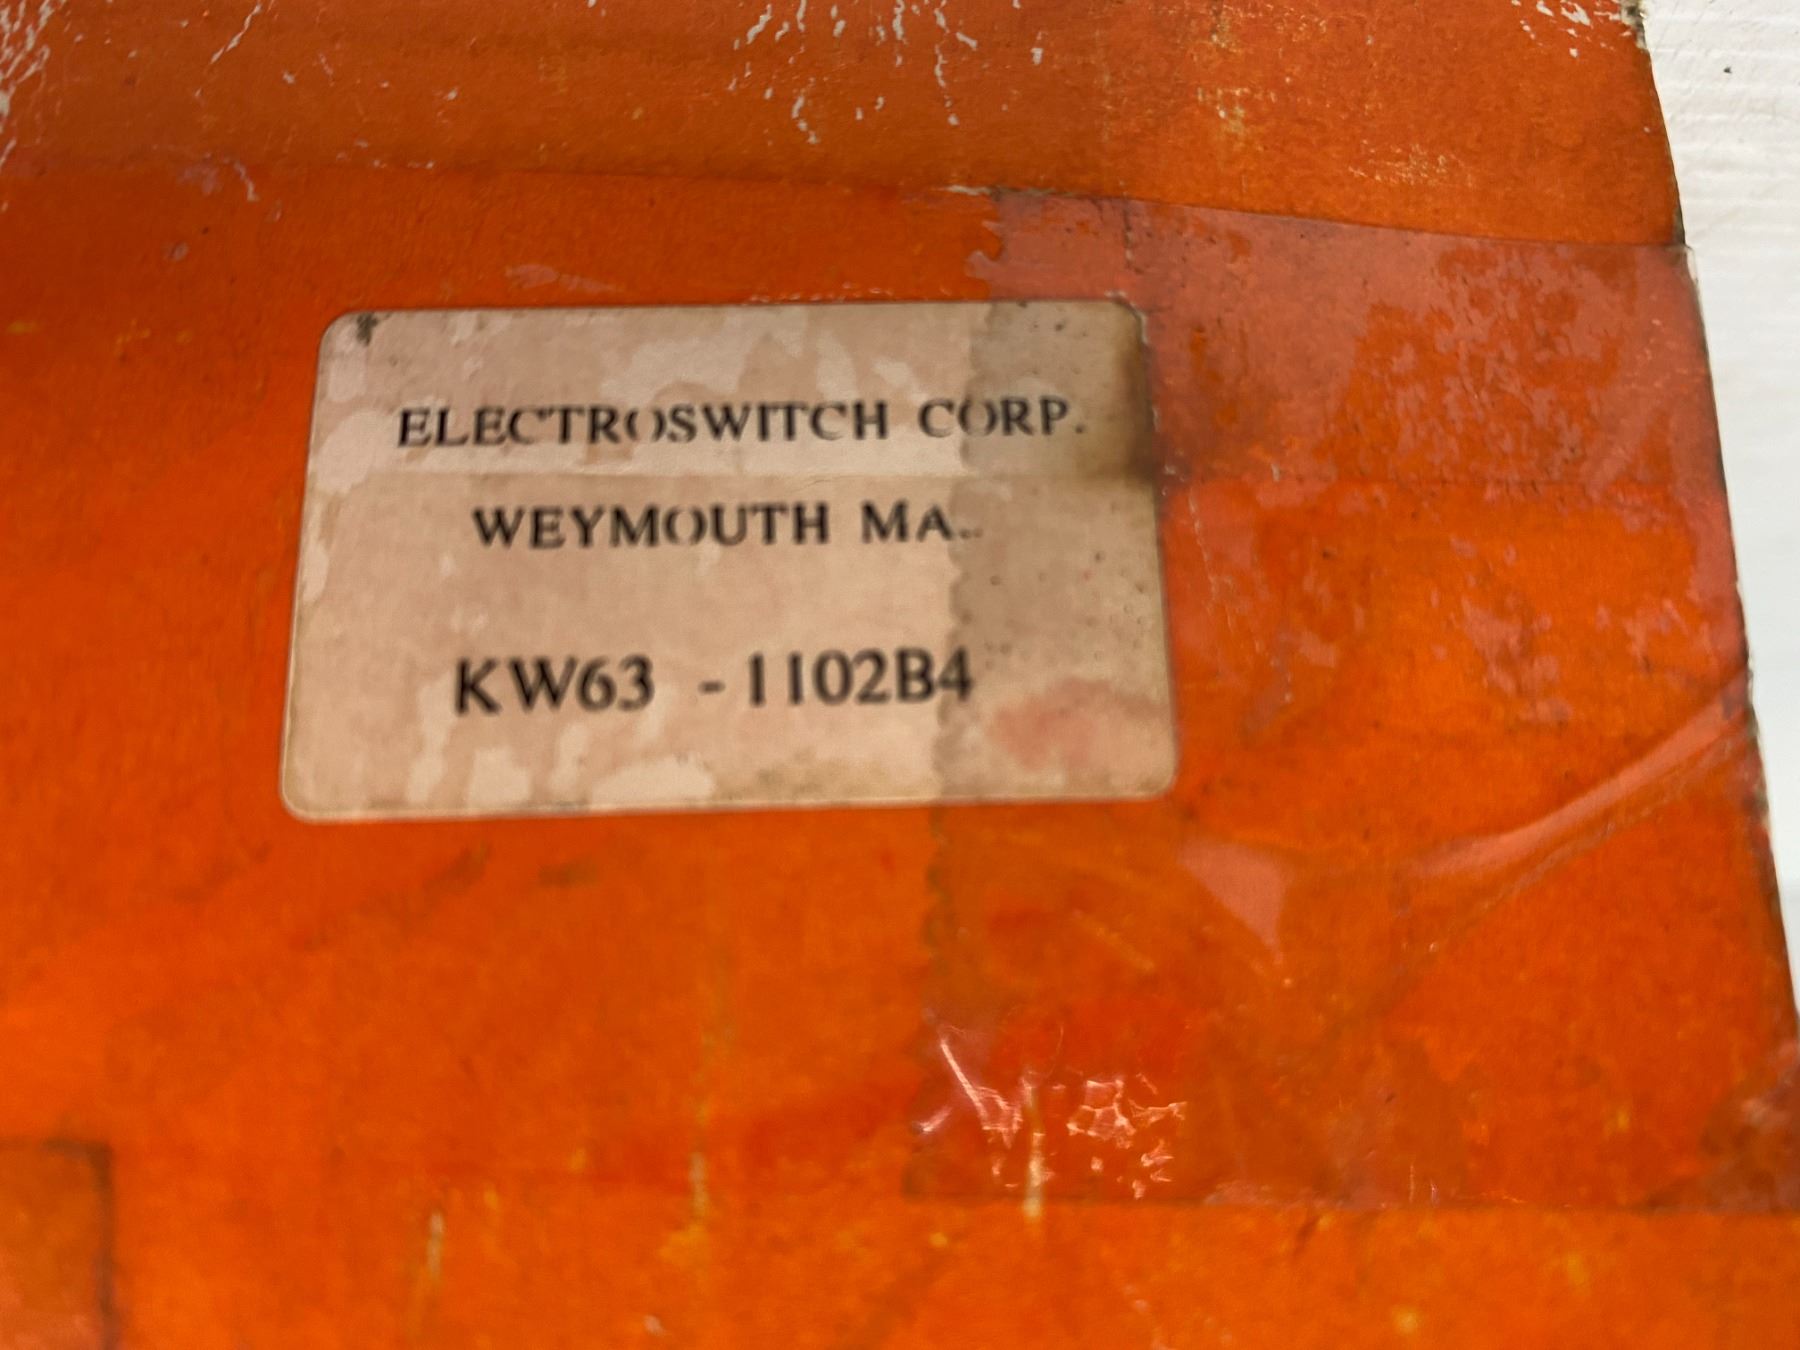 ELECTROSWITCH CORP.
WEYMOUTH MA..
KW63 -1102B4